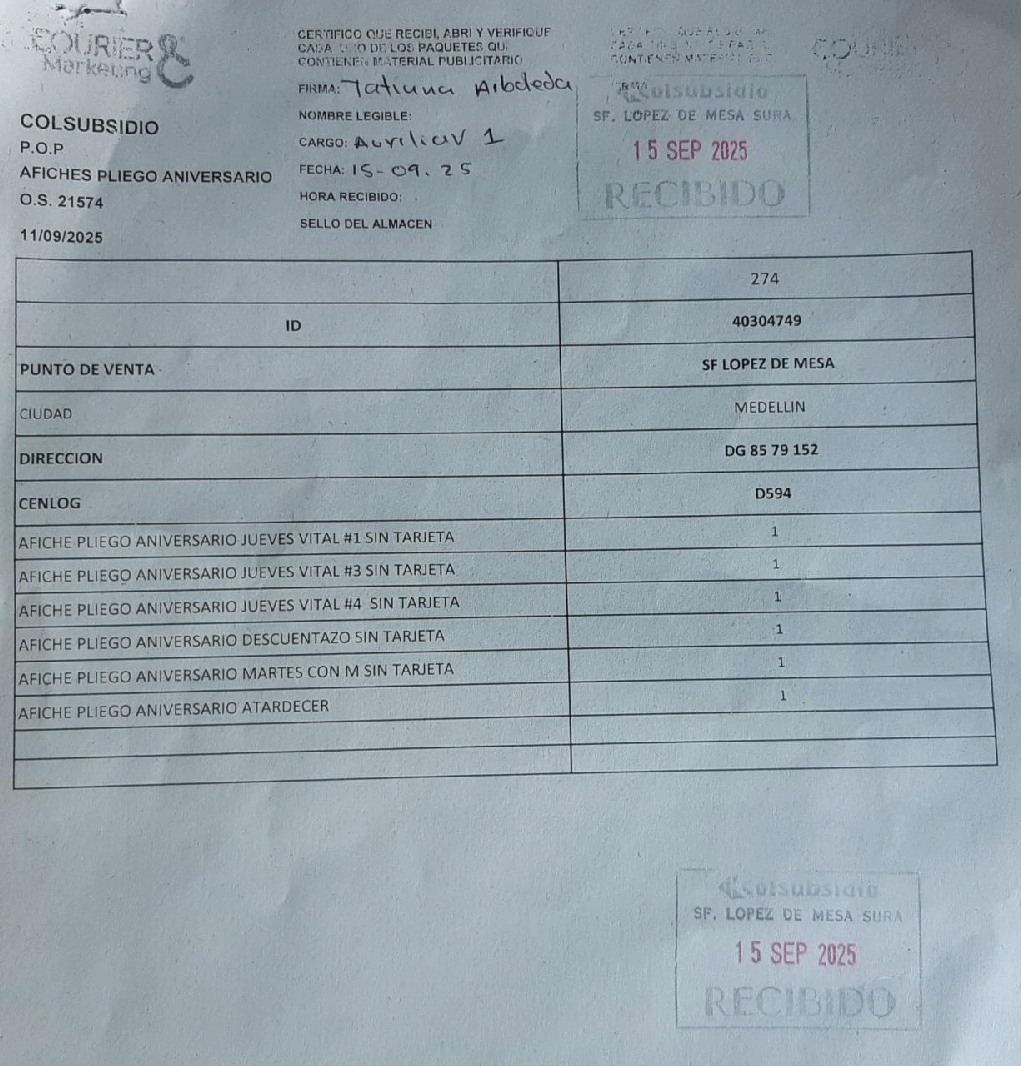 COURIER &
Marketing
COLSUBSIDIO
P.O.P
AFICHES PLIEGO ANIVERSARIO
O.S. 21574
11/09/2025
CERTIFICO QUE RECIBI, ABRI Y VERIFIQUE
CADA UNO DE LOS PAQUETES QUE
CONTIENEN MATERIAL PUBLICITARIO
FIRMA: Tatiana Arboleda
NOMBRE LEGIBLE:
CARGO: Auxiliar 1
FECHA: 15-09.25
HORA RECIBIDO:
SELLO DEL ALMACEN
Colsubsidio
SF. LOPEZ DE MESA SURA
15 SEP 2025
RECIBIDO
274
ID 40304749
PUNTO DE VENTA SF LOPEZ DE MESA
CIUDAD MEDELLIN
DIRECCION DG 85 79 152
CENLOG D594
AFICHE PLIEGO ANIVERSARIO JUEVES VITAL #1 SIN TARJETA 1
AFICHE PLIEGO ANIVERSARIO JUEVES VITAL #3 SIN TARJETA 1
AFICHE PLIEGO ANIVERSARIO JUEVES VITAL #4 SIN TARJETA 1
AFICHE PLIEGO ANIVERSARIO DESCUENTAZO SIN TARJETA 1
AFICHE PLIEGO ANIVERSARIO MARTES CON M SIN TARJETA 1
AFICHE PLIEGO ANIVERSARIO ATARDECER 1
Colsubsidio
SF. LOPEZ DE MESA SURA
15 SEP 2025
RECIBIDO